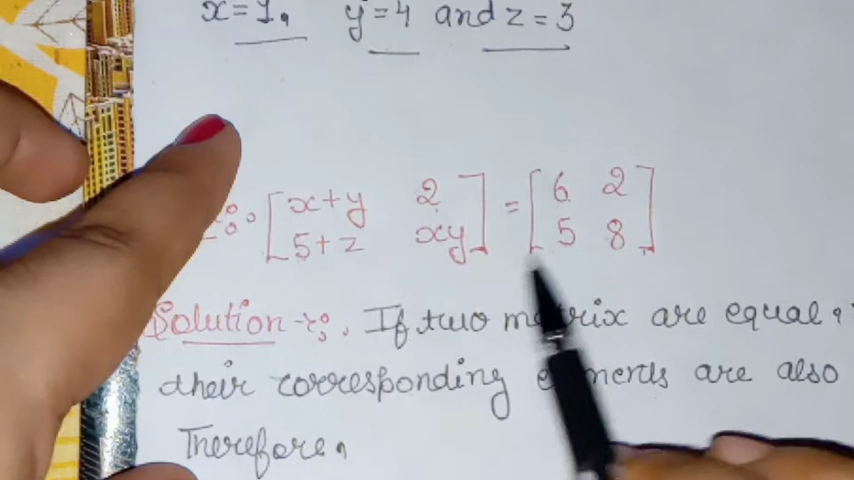 x=1, y=4 and z=3
[x+y 2] = [6 2]
[5+z xy] [5 8]
Solution -: If two matrix are equal,
their corresponding elements are also
Therefore,